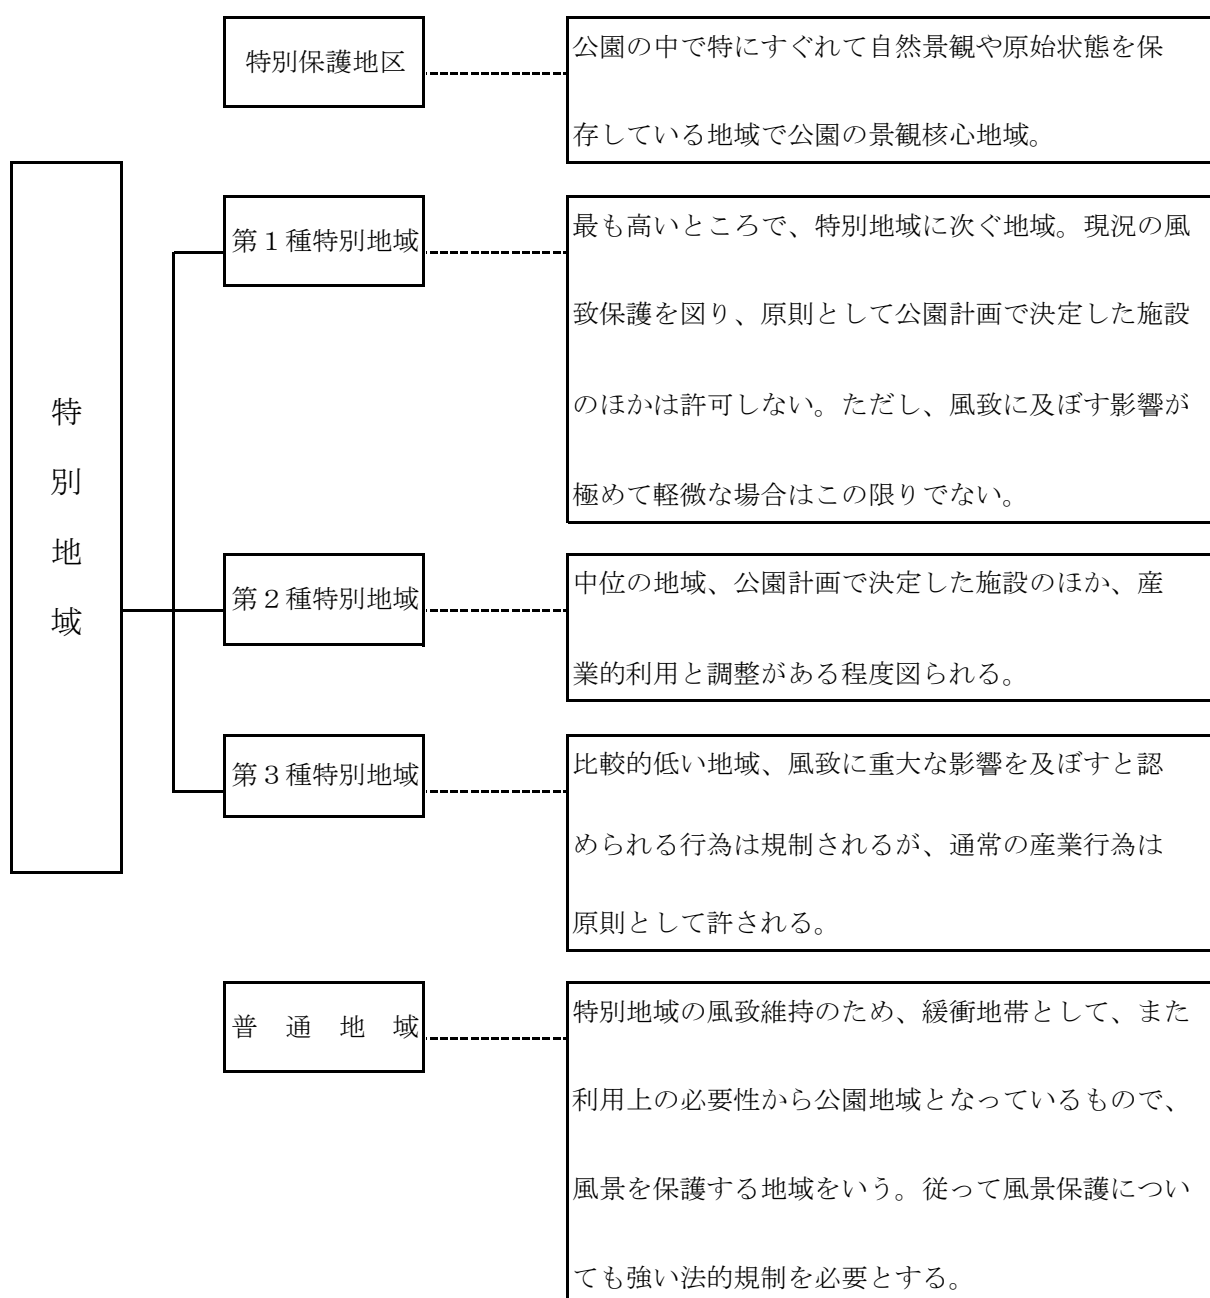 特別保護地区
公園の中で特にすぐれて自然景観や原始状態を保
存している地域で公園の景観核心地域。
特別地域
第1種特別地域
最も高いところで、特別地域に次ぐ地域。現況の風
致保護を図り、原則として公園計画で決定した施設
のほかは許可しない。ただし、風致に及ぼす影響が
極めて軽微な場合はこの限りでない。
第2種特別地域
中位の地域、公園計画で決定した施設のほか、産
業的利用と調整がある程度図られる。
第3種特別地域
比較的低い地域、風致に重大な影響を及ぼすと認
められる行為は規制されるが、通常の産業行為は
原則として許される。
普通地域
特別地域の風致維持のため、緩衝地帯として、また
利用上の必要性から公園地域となっているもので、
風景を保護する地域をいう。従って風景保護につい
ても強い法的規制を必要とする。